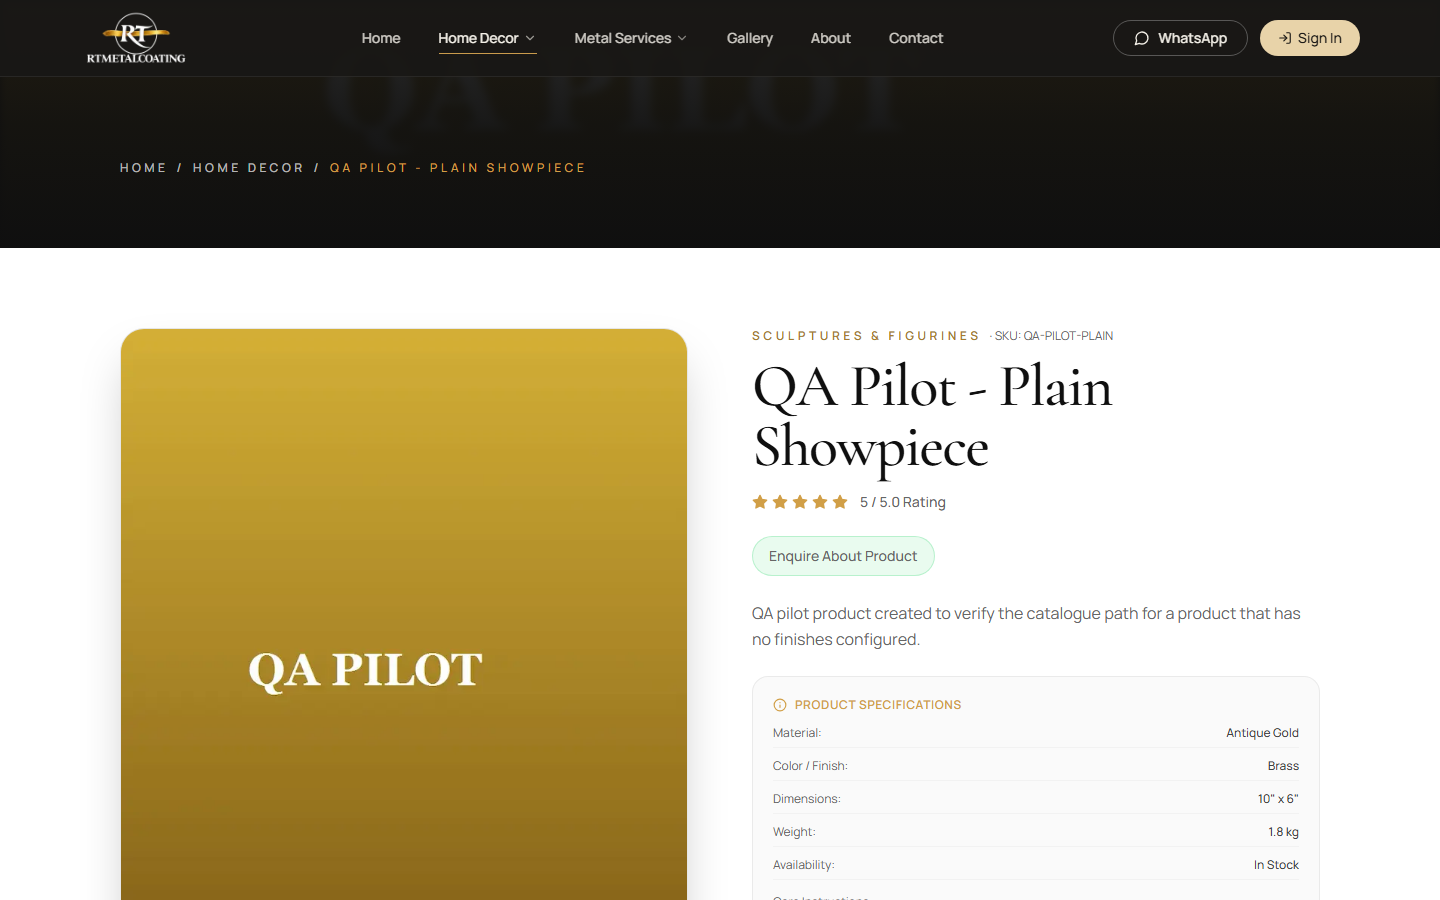 RT
RTMETALCOATING
Home
Home Decor
Metal Services
Gallery
About
Contact
WhatsApp
Sign In
QA PILOT
HOME / HOME DECOR / QA PILOT - PLAIN SHOWPIECE
QA PILOT
SCULPTURES & FIGURINES · SKU: QA-PILOT-PLAIN
QA Pilot - Plain
Showpiece
5 / 5.0 Rating
Enquire About Product
QA pilot product created to verify the catalogue path for a product that has
no finishes configured.
PRODUCT SPECIFICATIONS
Material: Antique Gold
Color / Finish: Brass
Dimensions: 10" x 6"
Weight: 1.8 kg
Availability: In Stock